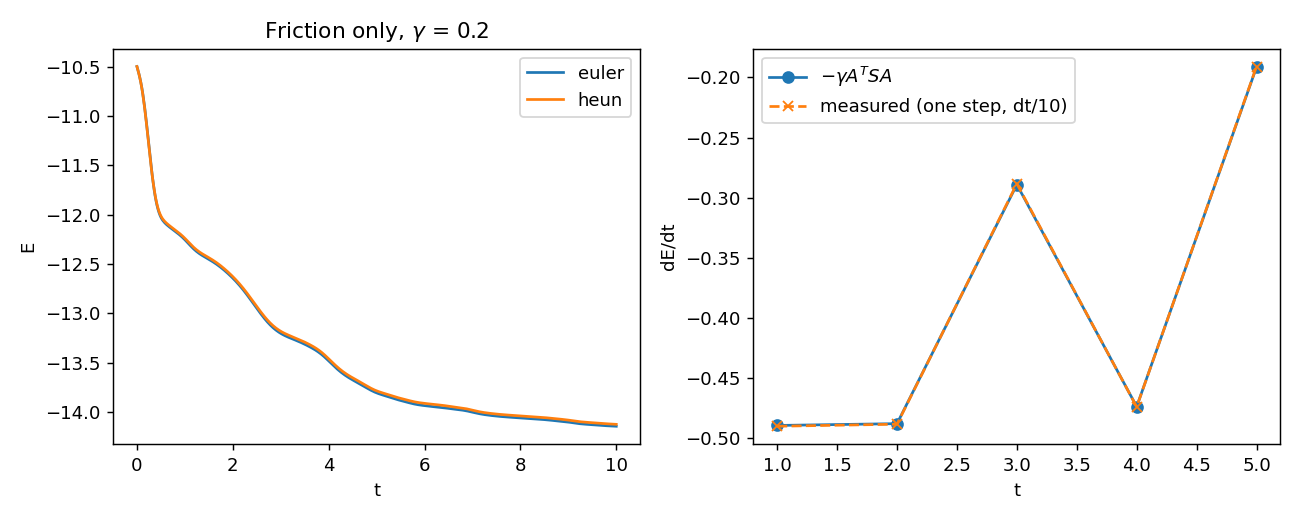 Friction only, γ = 0.2
E
−10.5
−11.0
−11.5
−12.0
−12.5
−13.0
−13.5
−14.0
euler
heun
0 2 4 6 8 10
t
dE/dt
−0.20
−0.25
−0.30
−0.35
−0.40
−0.45
−0.50
−γAᵀSA
measured (one step, dt/10)
1.0 1.5 2.0 2.5 3.0 3.5 4.0 4.5 5.0
t